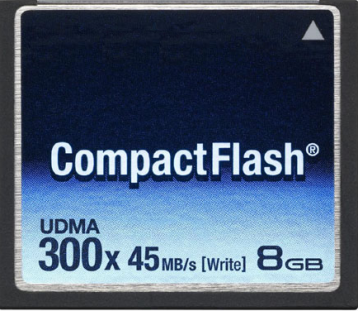 CompactFlash®
UDMA
300x 45MB/s [Write] 8GB